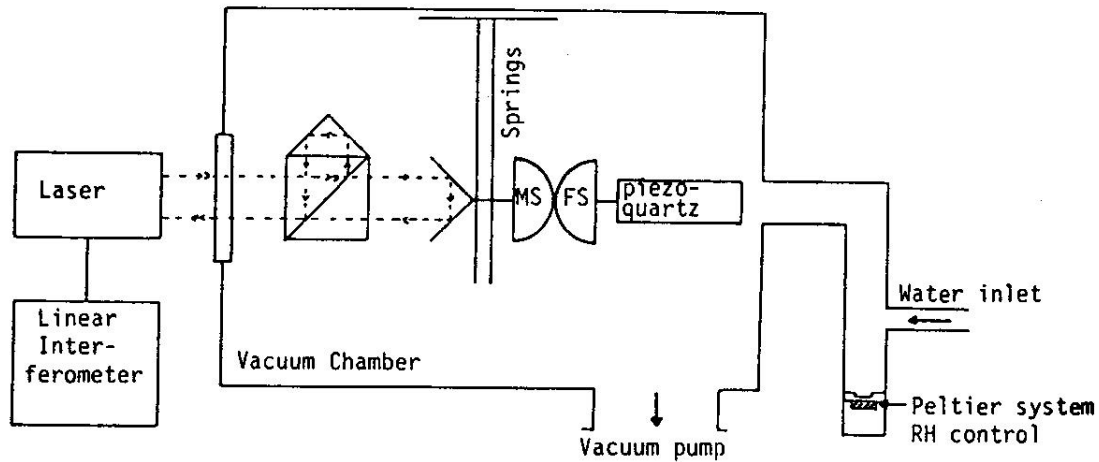 Laser
Linear
Inter-
ferometer
Vacuum Chamber
Springs
MS
FS
piezo-
quartz
Water inlet
Peltier system
RH control
Vacuum pump